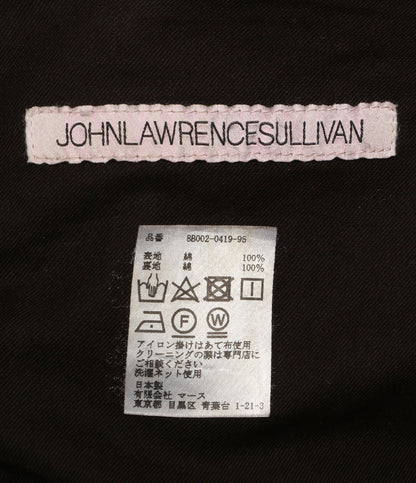 JOHNLAWRENCESULLIVAN
品番 8B002-0419-9S
表地 綿 100%
裏地 綿 100%
F W
アイロン掛けはあて布使用
クリーニングの際は専門店に
ご相談ください
洗濯ネット使用
日本製
有限会社 マース
東京都 目黒区 青葉台 1-21-3